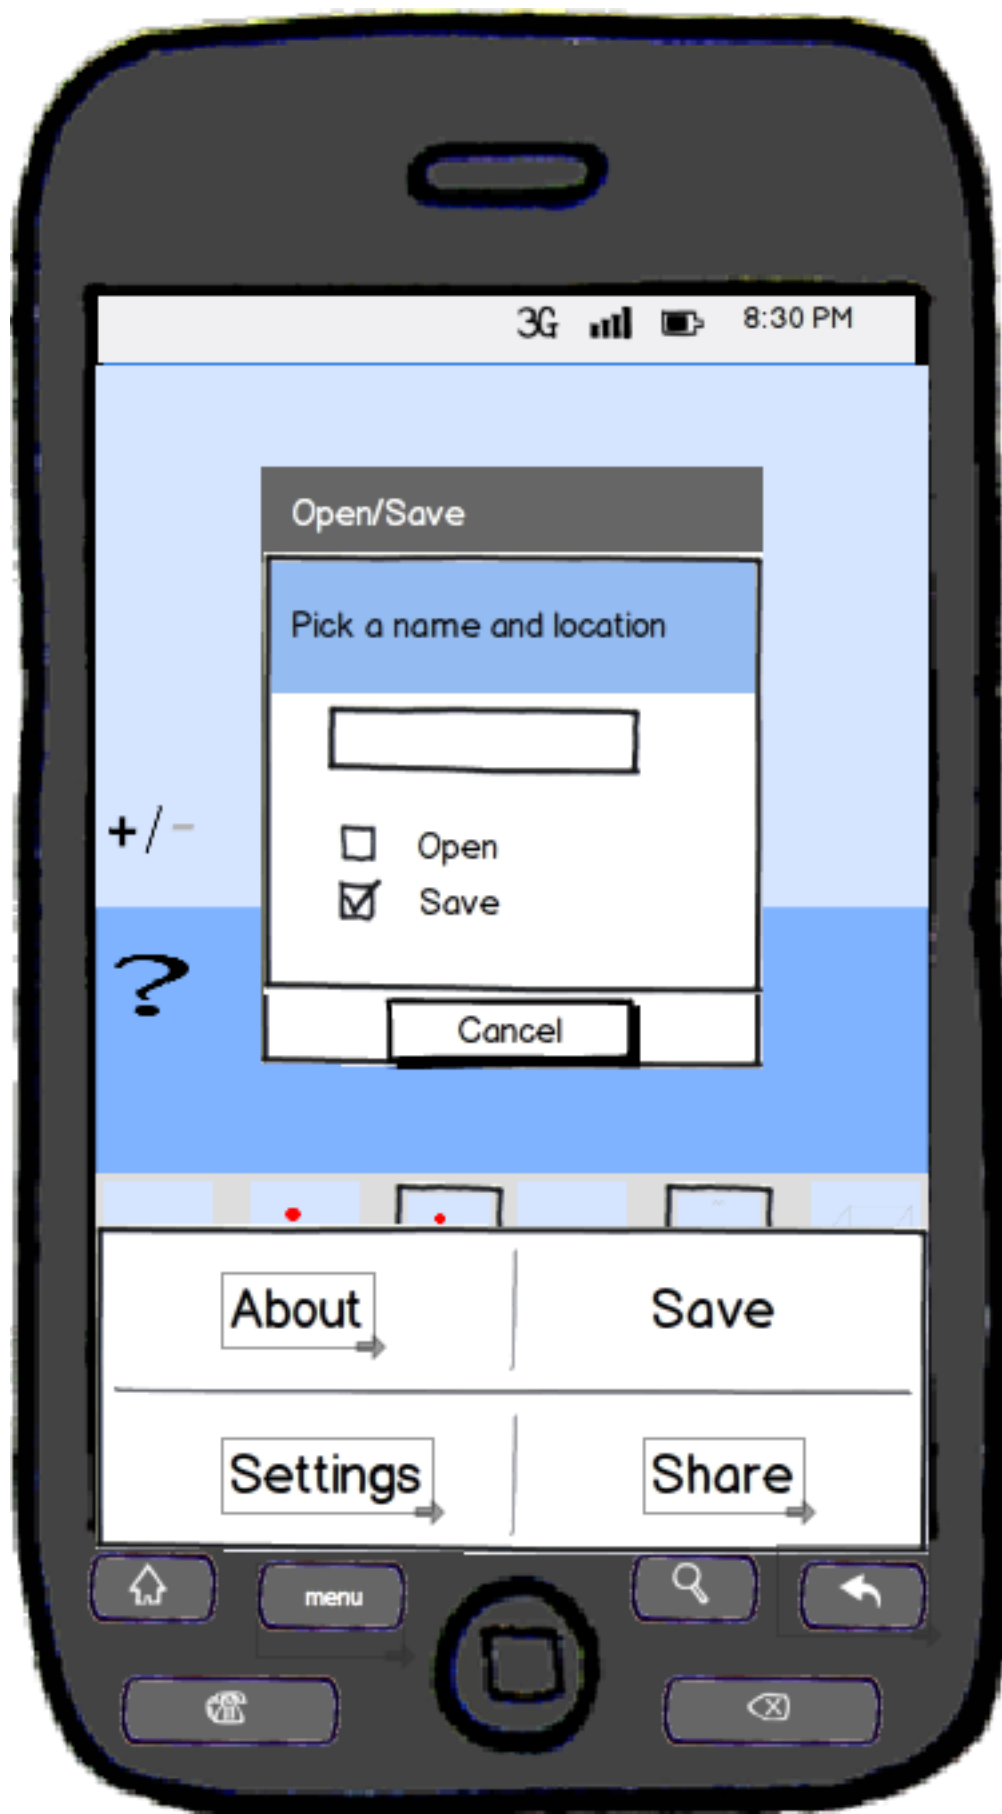 3G 8:30 PM
Open/Save
Pick a name and location
+/-
Open
Save
?
Cancel
About Save
Settings Share
menu